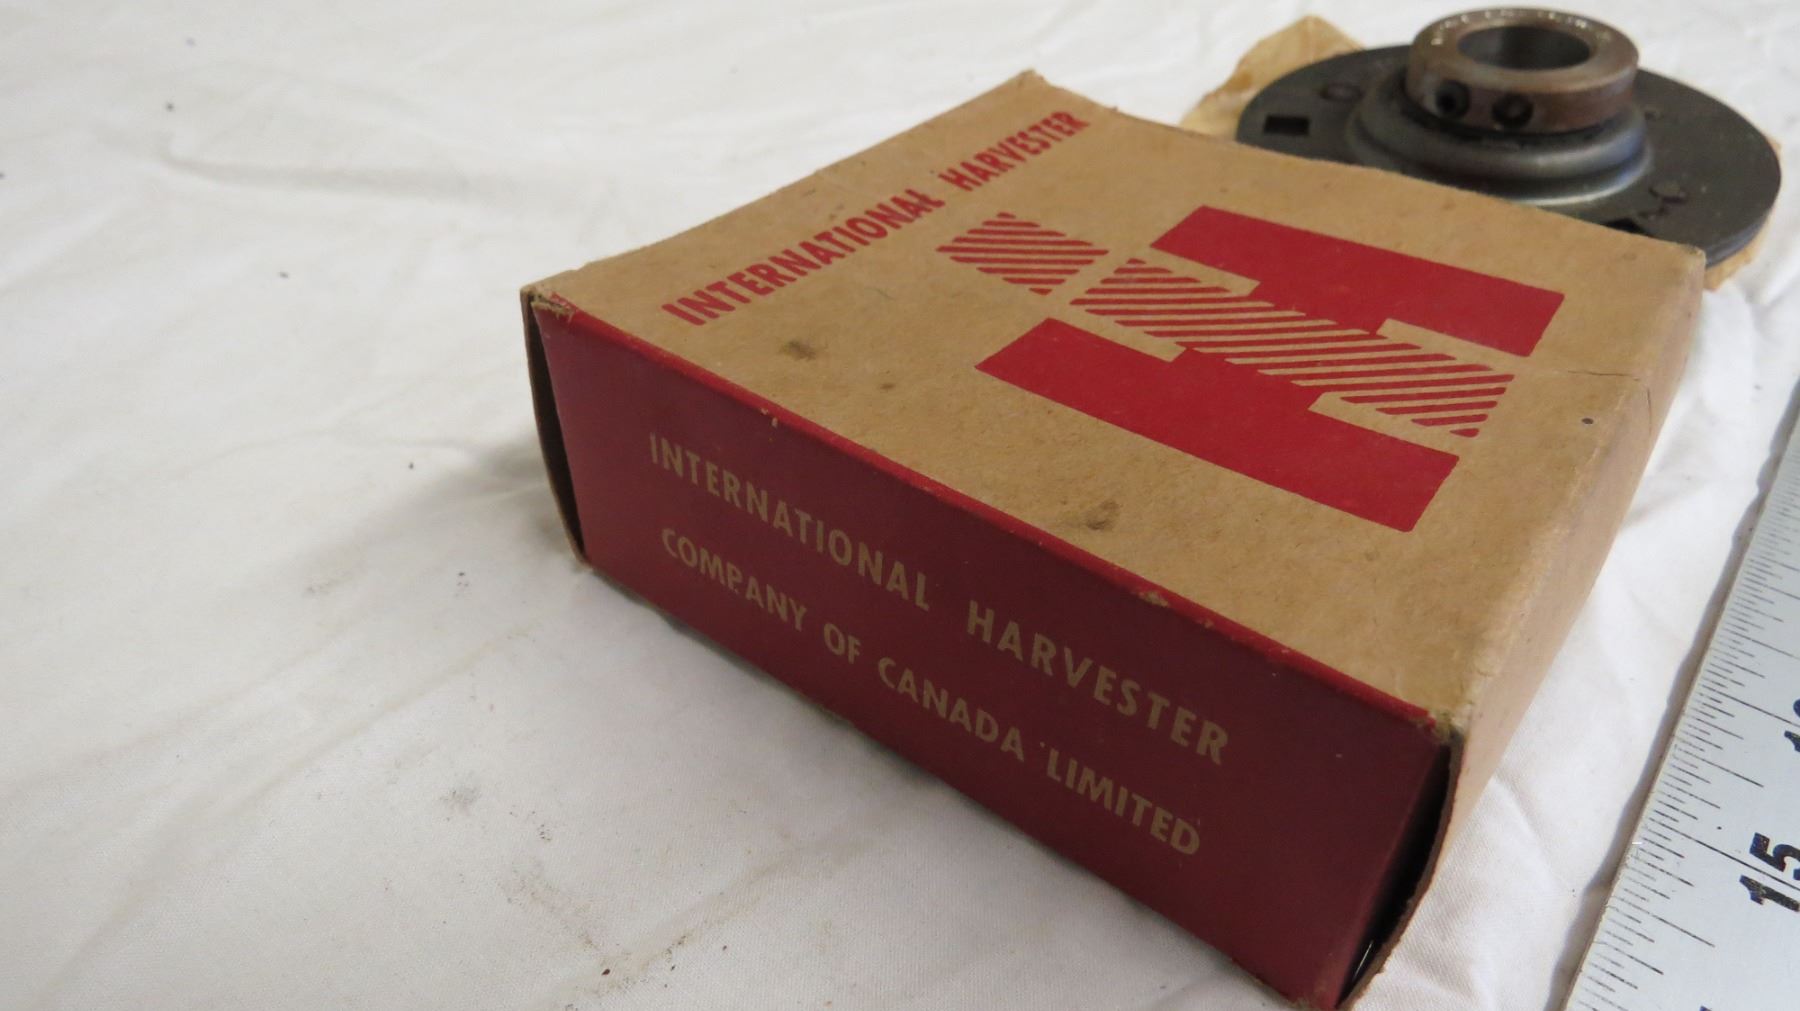 INTERNATIONAL HARVESTER
INTERNATIONAL HARVESTER
COMPANY OF CANADA LIMITED
15